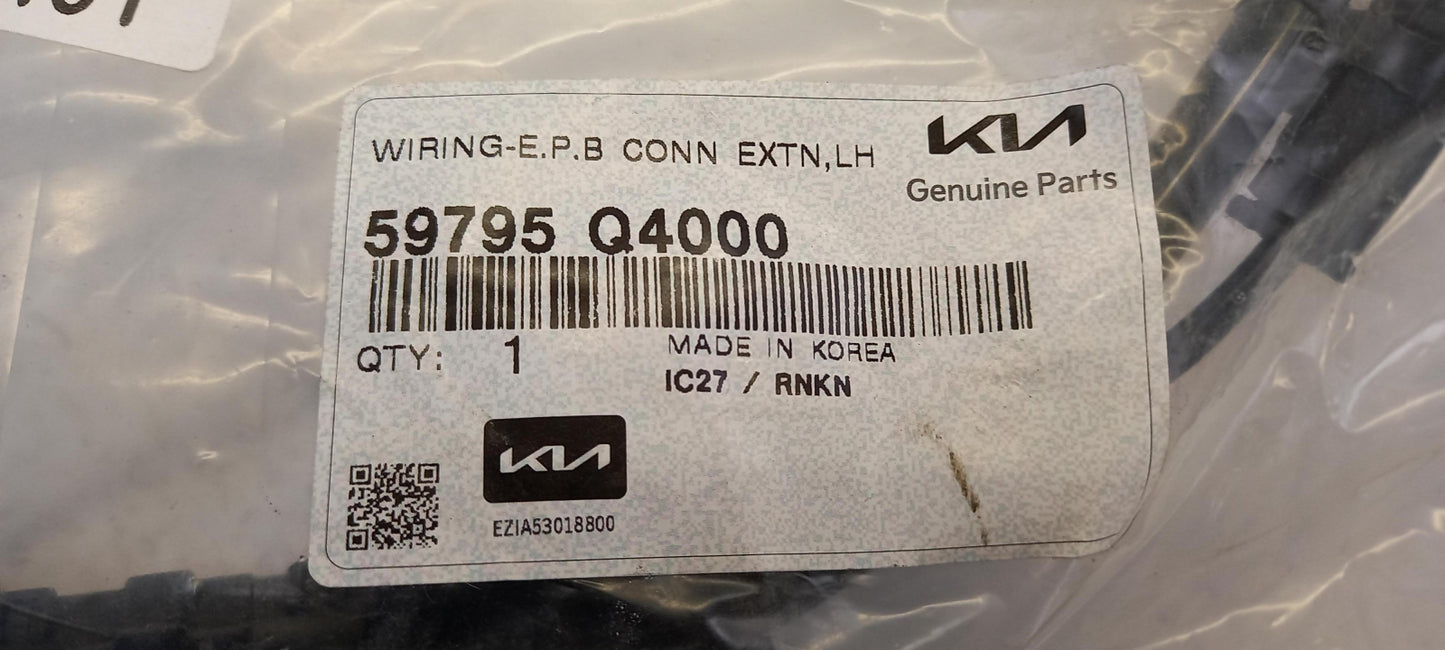 WIRING-E.P.B CONN EXTN,LH
KIA
Genuine Parts
59795 Q4000
QTY: 1
MADE IN KOREA
IC27 / RNKN
KIA
EZIA53018800